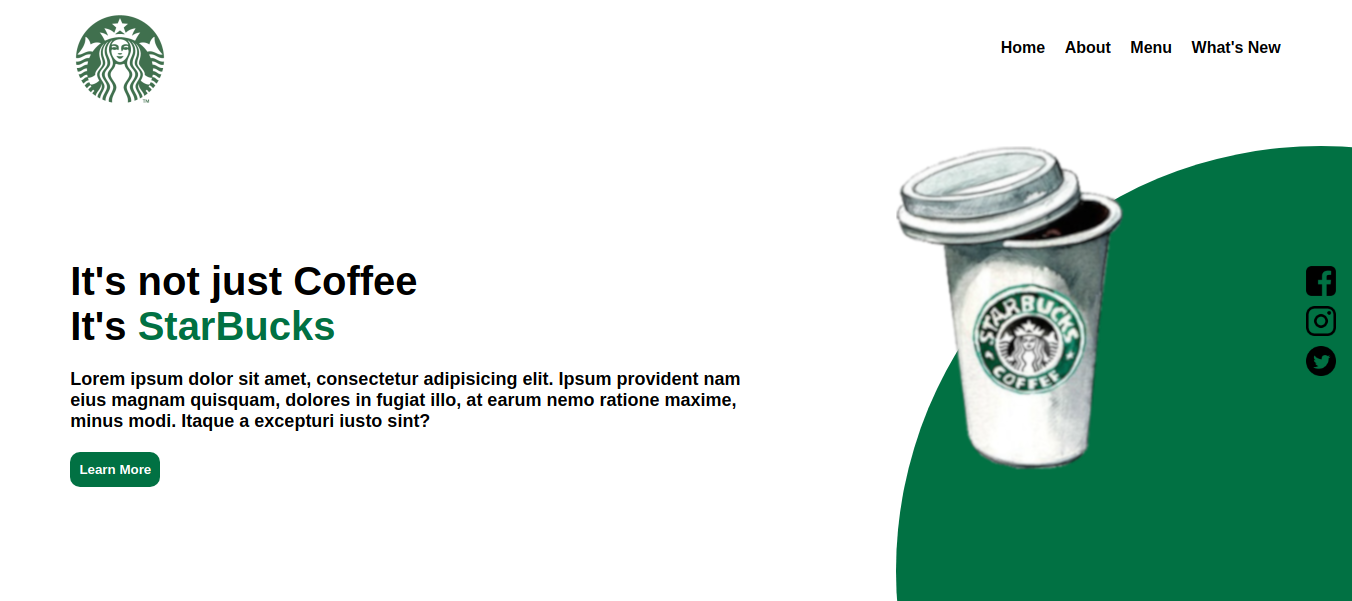 TM
Home About Menu What's New
It's not just Coffee
It's StarBucks
Lorem ipsum dolor sit amet, consectetur adipisicing elit. Ipsum provident nam
eius magnam quisquam, dolores in fugiat illo, at earum nemo ratione maxime,
minus modi. Itaque a excepturi iusto sint?
Learn More
STARBUCKS
COFFEE